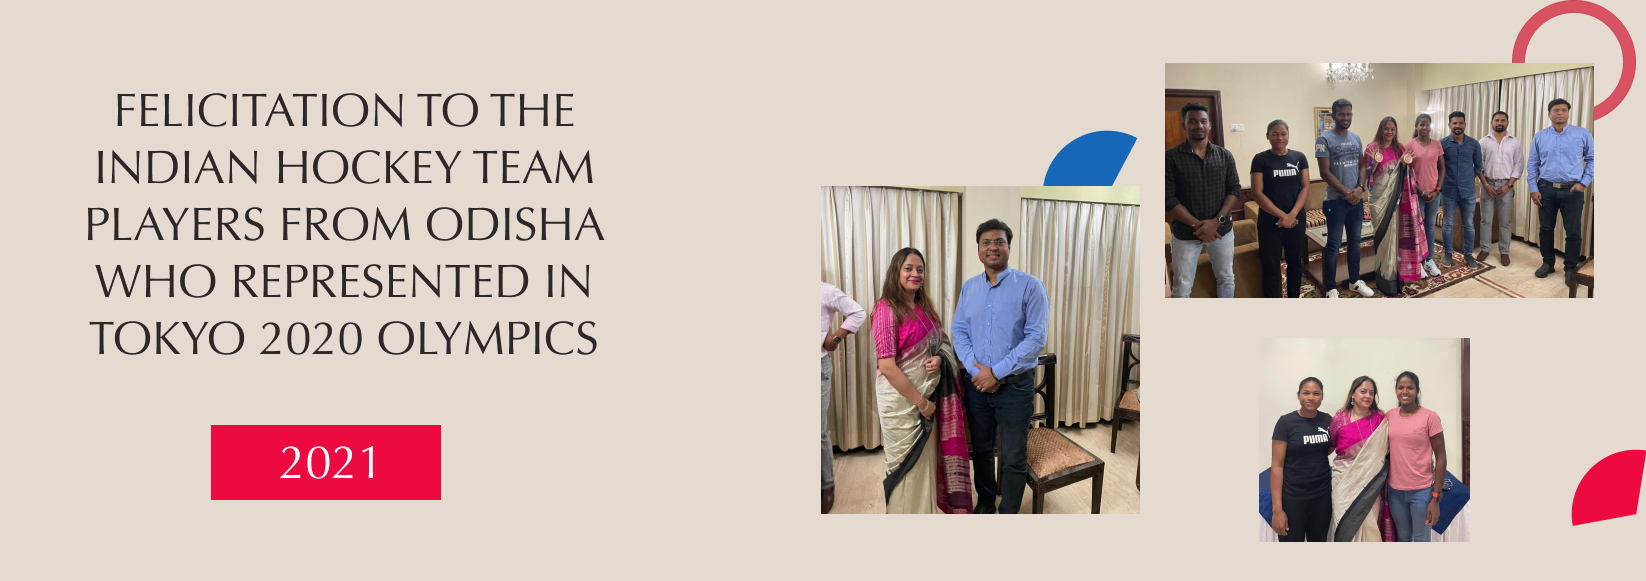 FELICITATION TO THE
INDIAN HOCKEY TEAM
PLAYERS FROM ODISHA
WHO REPRESENTED IN
TOKYO 2020 OLYMPICS
2021
PUMA
PUMA